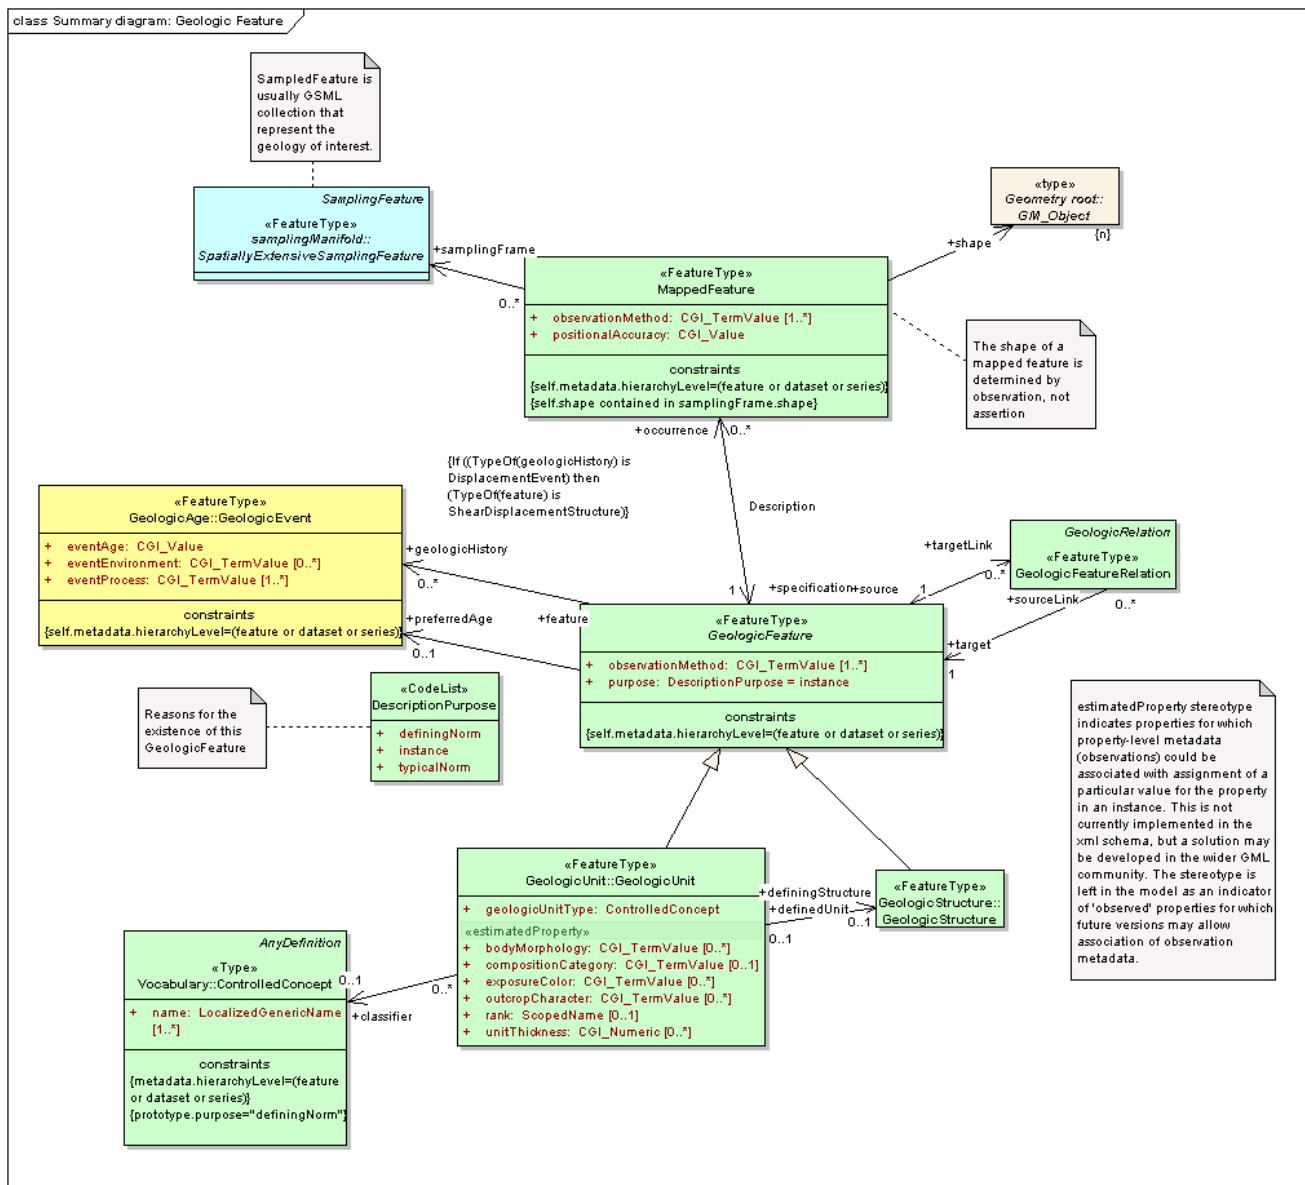 class Summary diagram: Geologic Feature
SampledFeature is
usually GSML
collection that
represent the
geology of interest.
SamplingFeature
«FeatureType»
samplingManifold::
SpatiallyExtensiveSamplingFeature
«type»
Geometry root::
GM_Object
{n}
+samplingFrame
0..*
+shape
«FeatureType»
MappedFeature
+ observationMethod: CGI_TermValue [1..*]
+ positionalAccuracy: CGI_Value
constraints
{self.metadata.hierarchyLevel=(feature or dataset or series)}
{self.shape contained in samplingFrame.shape}
The shape of a
mapped feature is
determined by
observation, not
assertion
+occurrence
0..*
{If ((TypeOf(geologicHistory) is
DisplacementEvent) then
(TypeOf(feature) is
ShearDisplacementStructure)}
Description
«FeatureType»
GeologicAge::GeologicEvent
+ eventAge: CGI_Value
+ eventEnvironment: CGI_TermValue [0..*]
+ eventProcess: CGI_TermValue [1..*]
constraints
{self.metadata.hierarchyLevel=(feature or dataset or series)}
+geologicHistory
0..*
+preferredAge
0..1
+feature
1
+specification
+source
1
+targetLink
0..*
GeologicRelation
«FeatureType»
GeologicFeatureRelation
+sourceLink
0..*
+target
1
«FeatureType»
GeologicFeature
+ observationMethod: CGI_TermValue [1..*]
+ purpose: DescriptionPurpose = instance
constraints
{self.metadata.hierarchyLevel=(feature or dataset or series)}
Reasons for the
existence of this
GeologicFeature
«CodeList»
DescriptionPurpose
+ definingNorm
+ instance
+ typicalNorm
estimatedProperty stereotype
indicates properties for which
property-level metadata
(observations) could be
associated with assignment of a
particular value for the property
in an instance. This is not
currently implemented in the
xml schema, but a solution may
be developed in the wider GML
community. The stereotype is
left in the model as an indicator
of 'observed' properties for which
future versions may allow
association of observation
metadata.
«FeatureType»
GeologicUnit::GeologicUnit
+ geologicUnitType: ControlledConcept
«estimatedProperty»
+ bodyMorphology: CGI_TermValue [0..*]
+ compositionCategory: CGI_TermValue [0..1]
+ exposureColor: CGI_TermValue [0..*]
+ outcropCharacter: CGI_TermValue [0..*]
+ rank: ScopedName [0..1]
+ unitThickness: CGI_Numeric [0..*]
+definingStructure
+definedUnit
0..1
0..1
«FeatureType»
GeologicStructure::
GeologicStructure
AnyDefinition
«Type»
Vocabulary::ControlledConcept
+ name: LocalizedGenericName
[1..*]
constraints
{metadata.hierarchyLevel=(feature
or dataset or series)}
{prototype.purpose="definingNorm"}
0..1
0..*
+classifier